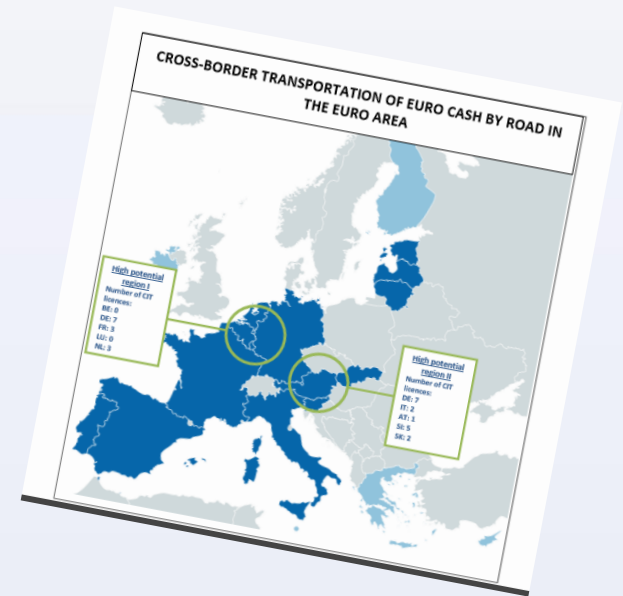 CROSS-BORDER TRANSPORTATION OF EURO CASH BY ROAD IN
THE EURO AREA
High potential
region I
Number of CIT
licences:
BE: 0
DE: 7
FR: 3
LU: 0
NL: 3
High potential
region II
Number of CIT
licences:
DE: 7
IT: 2
AT: 1
SI: 5
SK: 2